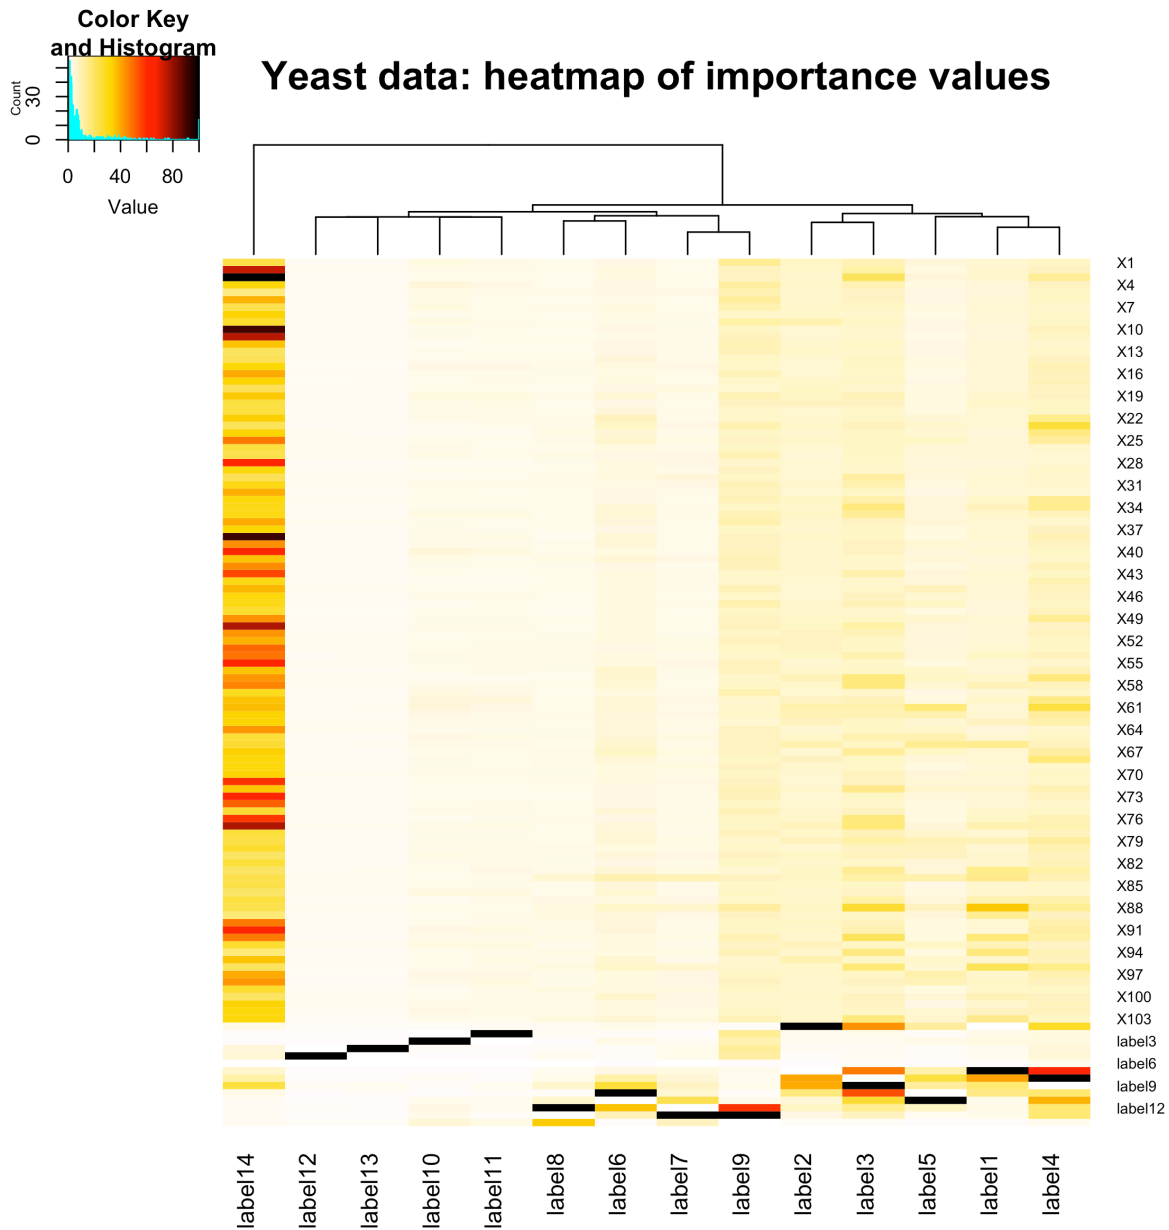 Color Key
and Histogram
Yeast data: heatmap of importance values
Count
0 30
0 40 80
Value
X1
X4
X7
X10
X13
X16
X19
X22
X25
X28
X31
X34
X37
X40
X43
X46
X49
X52
X55
X58
X61
X64
X67
X70
X73
X76
X79
X82
X85
X88
X91
X94
X97
X100
X103
label3
label6
label9
label12
label14 label12 label13 label10 label11 label8 label6 label7 label9 label2 label3 label5 label1 label4